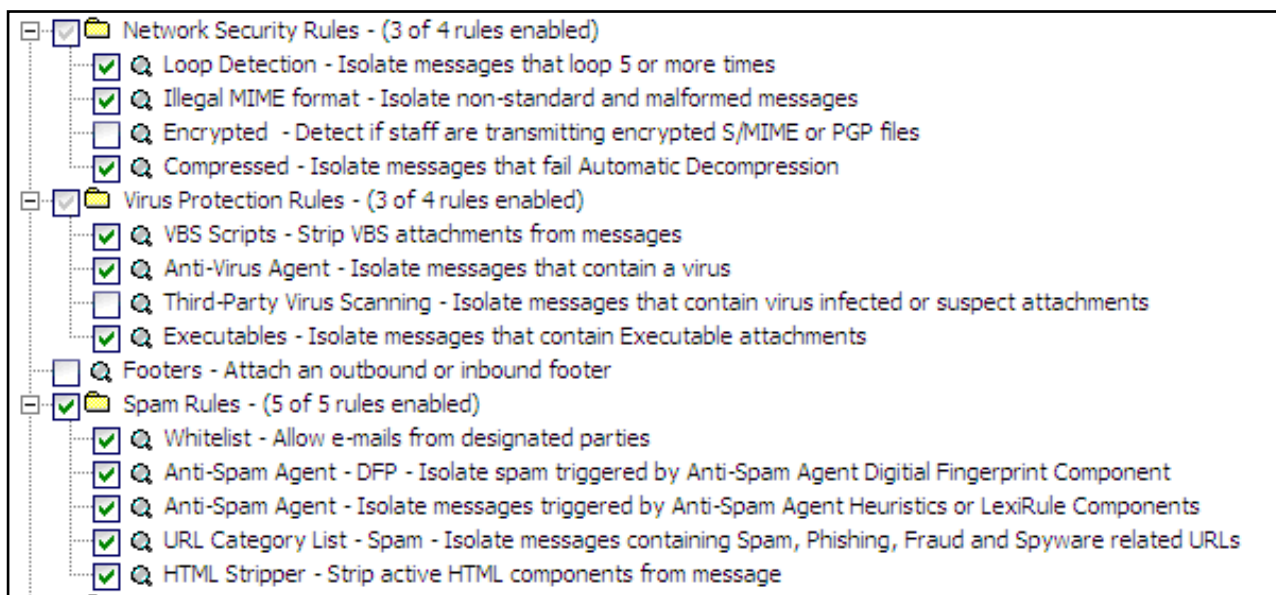 Network Security Rules - (3 of 4 rules enabled)
Loop Detection - Isolate messages that loop 5 or more times
Illegal MIME format - Isolate non-standard and malformed messages
Encrypted - Detect if staff are transmitting encrypted S/MIME or PGP files
Compressed - Isolate messages that fail Automatic Decompression
Virus Protection Rules - (3 of 4 rules enabled)
VBS Scripts - Strip VBS attachments from messages
Anti-Virus Agent - Isolate messages that contain a virus
Third-Party Virus Scanning - Isolate messages that contain virus infected or suspect attachments
Executables - Isolate messages that contain Executable attachments
Footers - Attach an outbound or inbound footer
Spam Rules - (5 of 5 rules enabled)
Whitelist - Allow e-mails from designated parties
Anti-Spam Agent - DFP - Isolate spam triggered by Anti-Spam Agent Digitial Fingerprint Component
Anti-Spam Agent - Isolate messages triggered by Anti-Spam Agent Heuristics or LexiRule Components
URL Category List - Spam - Isolate messages containing Spam, Phishing, Fraud and Spyware related URLs
HTML Stripper - Strip active HTML components from message